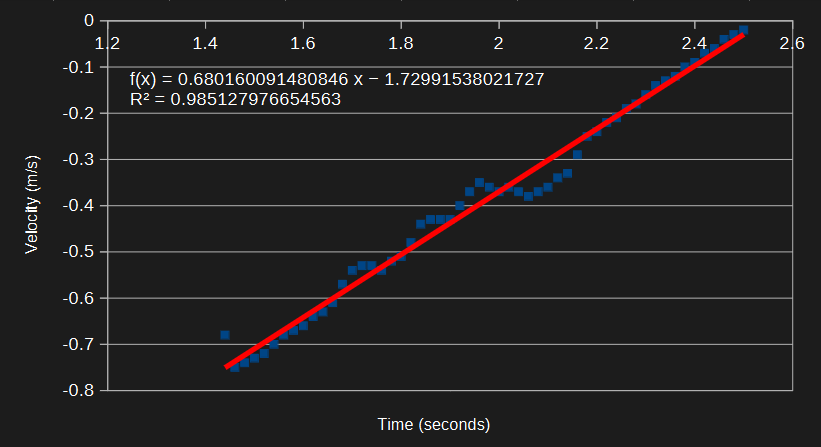 0
1.2 1.4 1.6 1.8 2 2.2 2.4 2.6
-0.1
f(x) = 0.680160091480846 x − 1.72991538021727
R² = 0.985127976654563
-0.2
-0.3
-0.4
-0.5
-0.6
-0.7
-0.8
Velocity (m/s)
Time (seconds)